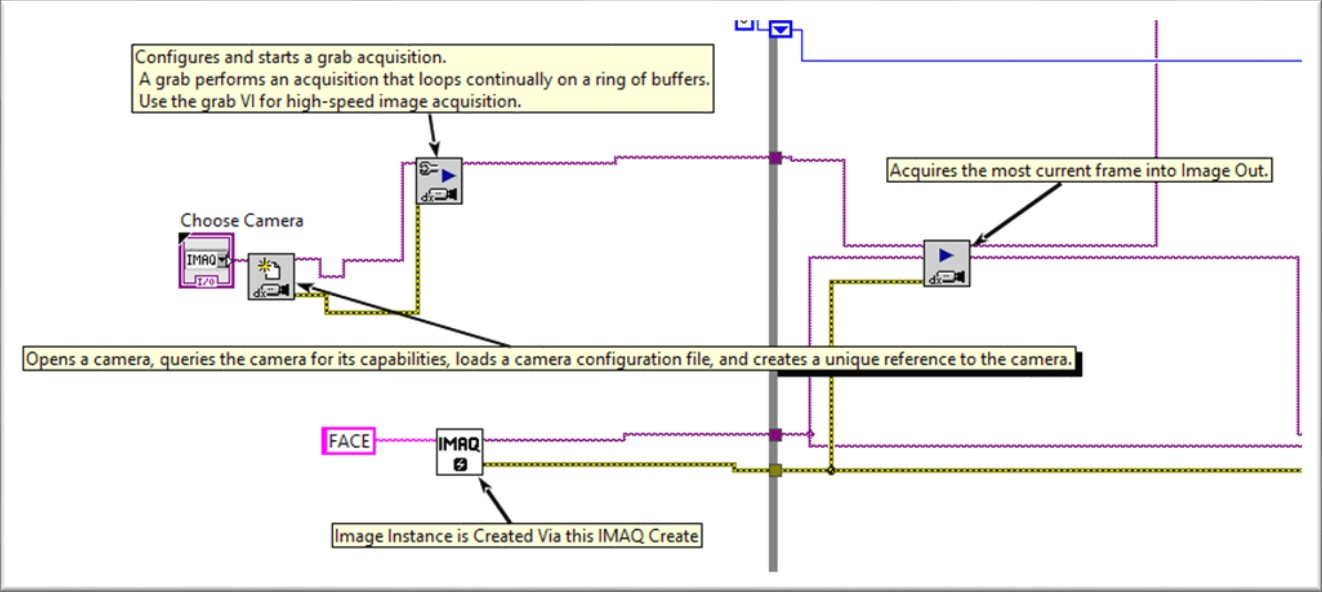 Configures and starts a grab acquisition.
A grab performs an acquisition that loops continually on a ring of buffers.
Use the grab VI for high-speed image acquisition.
Acquires the most current frame into Image Out.
Choose Camera
IMAQ
I/O
Opens a camera, queries the camera for its capabilities, loads a camera configuration file, and creates a unique reference to the camera.
FACE
IMAQ
Image Instance is Created Via this IMAQ Create